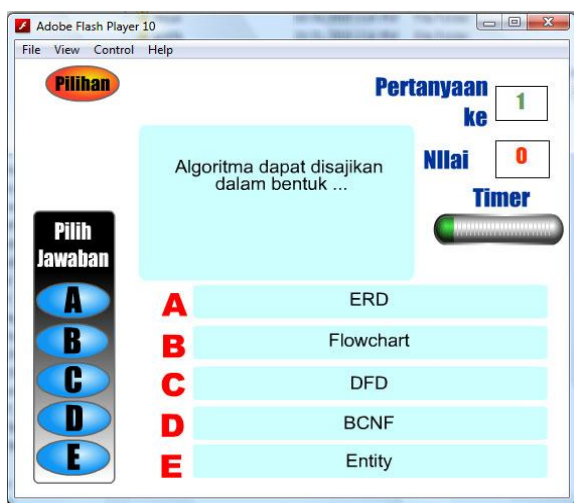 Adobe Flash Player 10
File View Control Help
Pilihan
Pertanyaan
ke
1
NIlai
0
Timer
Algoritma dapat disajikan
dalam bentuk ...
Pilih
Jawaban
A
B
C
D
E
A
ERD
B
Flowchart
C
DFD
D
BCNF
E
Entity